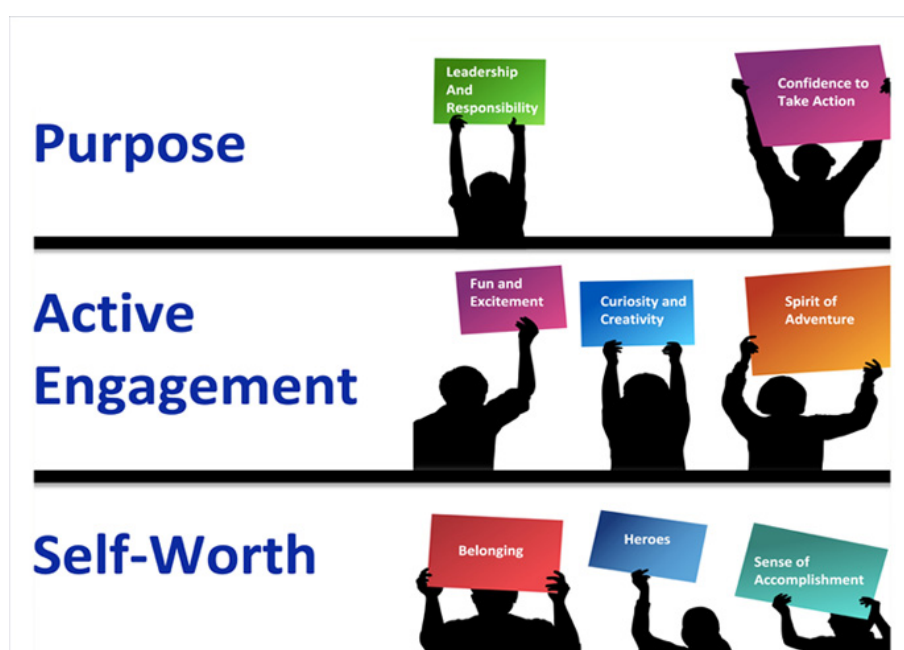 Purpose
Leadership
And
Responsibility
Confidence to
Take Action
Active
Engagement
Fun and
Excitement
Curiosity and
Creativity
Spirit of
Adventure
Self-Worth
Belonging
Heroes
Sense of
Accomplishment